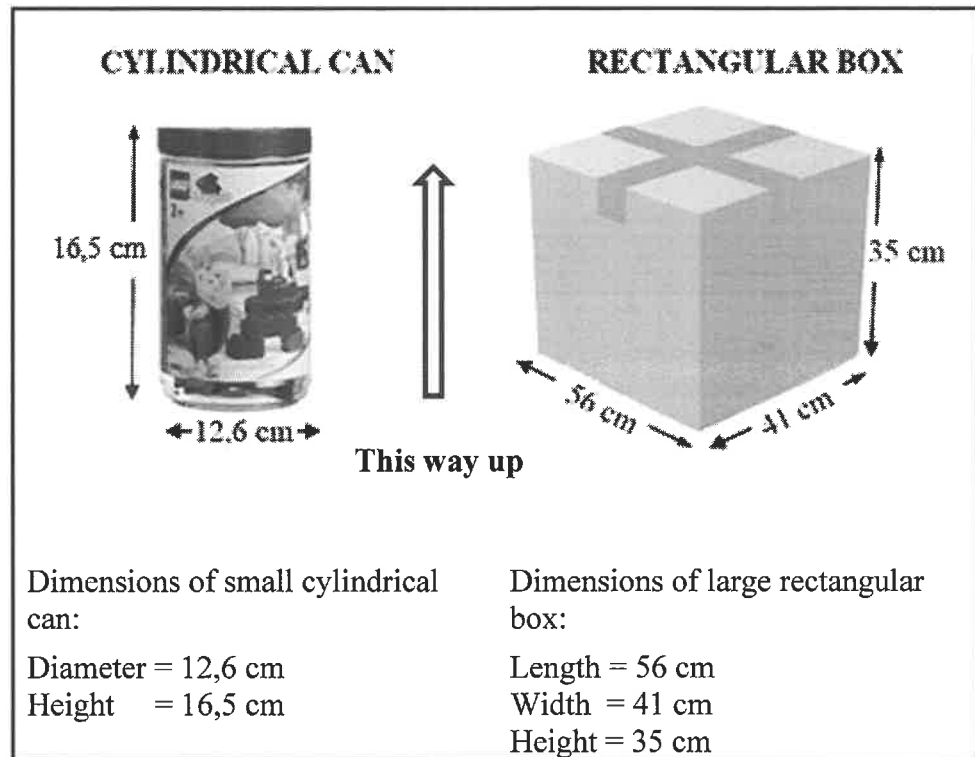 CYLINDRICAL CAN
RECTANGULAR BOX
16,5 cm
12,6 cm
This way up
35 cm
56 cm
41 cm
Dimensions of small cylindrical
can:
Diameter = 12,6 cm
Height = 16,5 cm
Dimensions of large rectangular
box:
Length = 56 cm
Width = 41 cm
Height = 35 cm